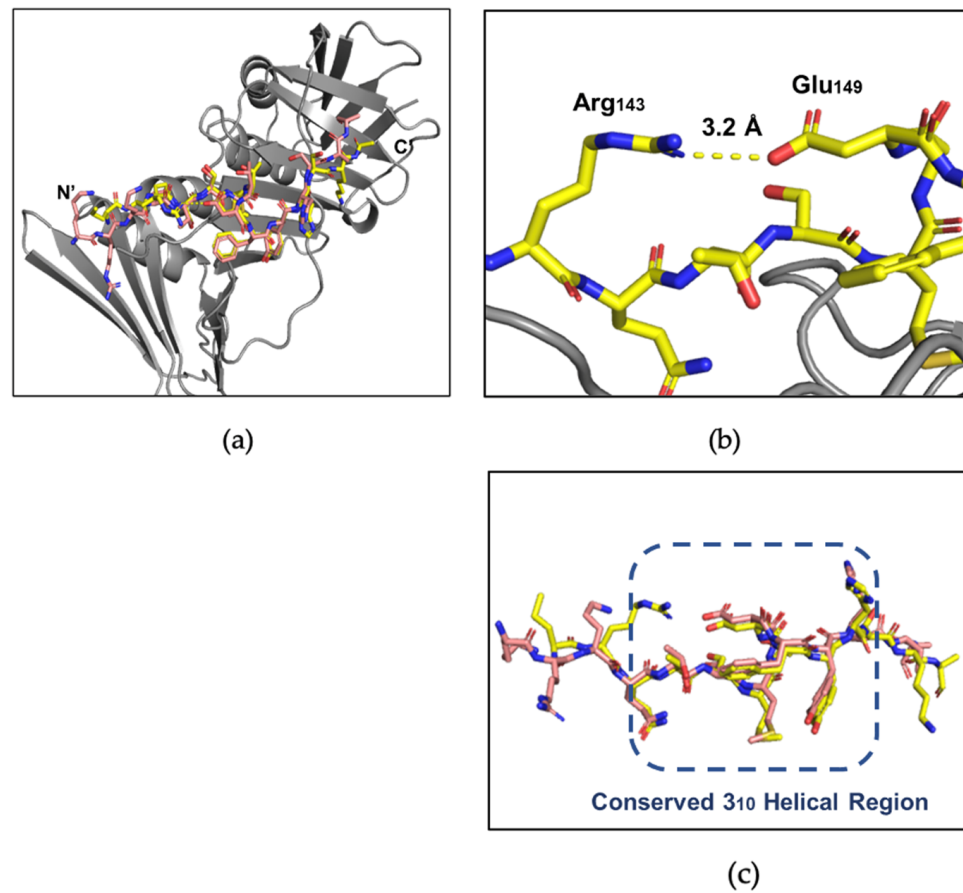 N'
C'
(a)
Arg143
Glu149
3.2 Å
(b)
Conserved 310 Helical Region
(c)